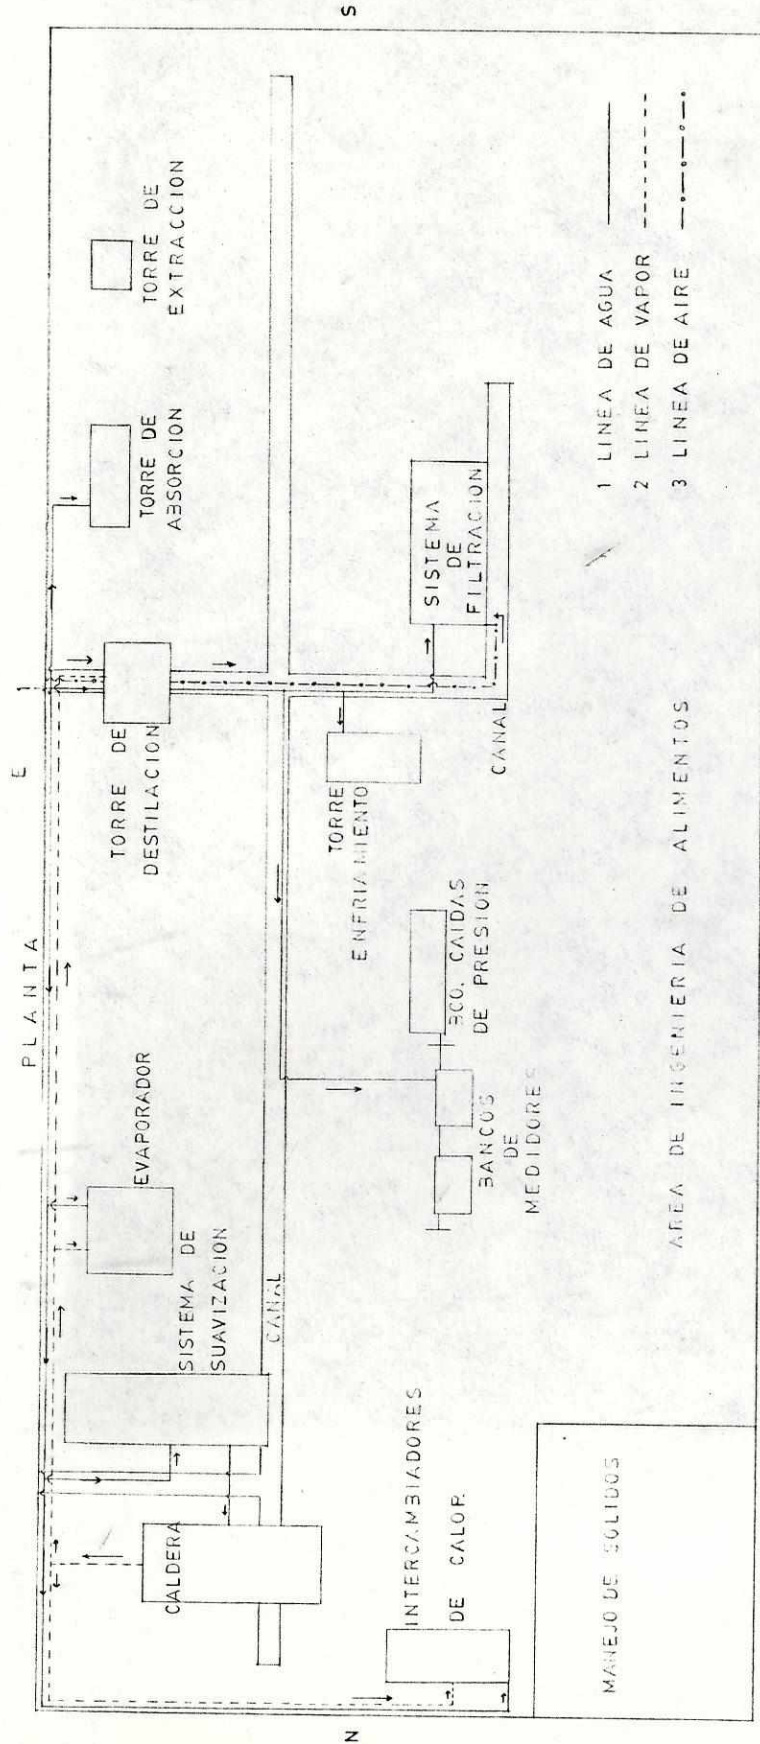 PLANTA
E
S
N
1
TORRE DE
EXTRACCION
TORRE DE
ABSORCION
TORRE DE
DESTILACION
EVAPORADOR
SISTEMA DE
SUAVIZACION
CALDERA
CANAL
INTERCAMBIADORES
DE CALOR.
TORRE
ENFRIAMIENTO
BCO. CAIDAS
DE PRESION
BANCOS
DE
MEDIDORES
SISTEMA
DE
FILTRACION
CANAL
1 LINEA DE AGUA
2 LINEA DE VAPOR
3 LINEA DE AIRE
AREA DE INGENIERIA DE ALIMENTOS
MANEJO DE SOLIDOS